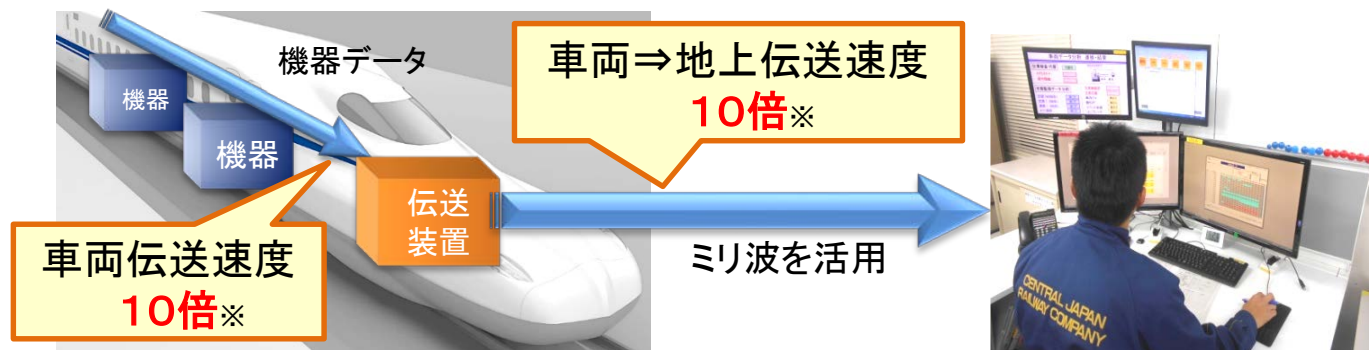 機器データ
機器
機器
伝送
装置
車両伝送速度
10倍※
車両⇒地上伝送速度
10倍※
ミリ波を活用
CENTRAL JAPAN
RAILWAY COMPANY